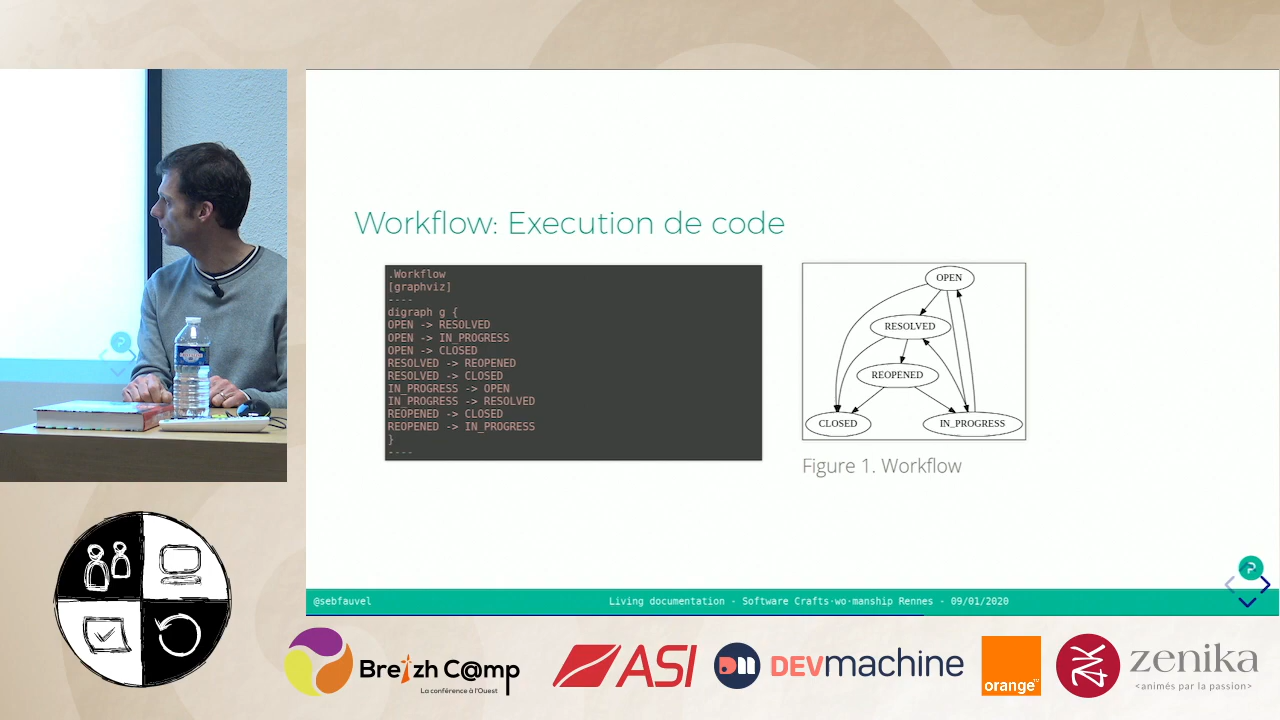 Workflow: Execution de code
.Workflow
[graphviz]
----
digraph g {
OPEN -> RESOLVED
OPEN -> IN_PROGRESS
OPEN -> CLOSED
RESOLVED -> REOPENED
RESOLVED -> CLOSED
IN_PROGRESS -> OPEN
IN_PROGRESS -> RESOLVED
REOPENED -> CLOSED
REOPENED -> IN_PROGRESS
}
----
OPEN
RESOLVED
REOPENED
CLOSED
IN_PROGRESS
Figure 1. Workflow
@sebfauvel
Living documentation - Software Crafts·wo·manship Rennes - 09/01/2020
Breizh C@mp
La conférence à l'Ouest
ASI
DEVmachine
orange™
zenika
<animés par la passion>